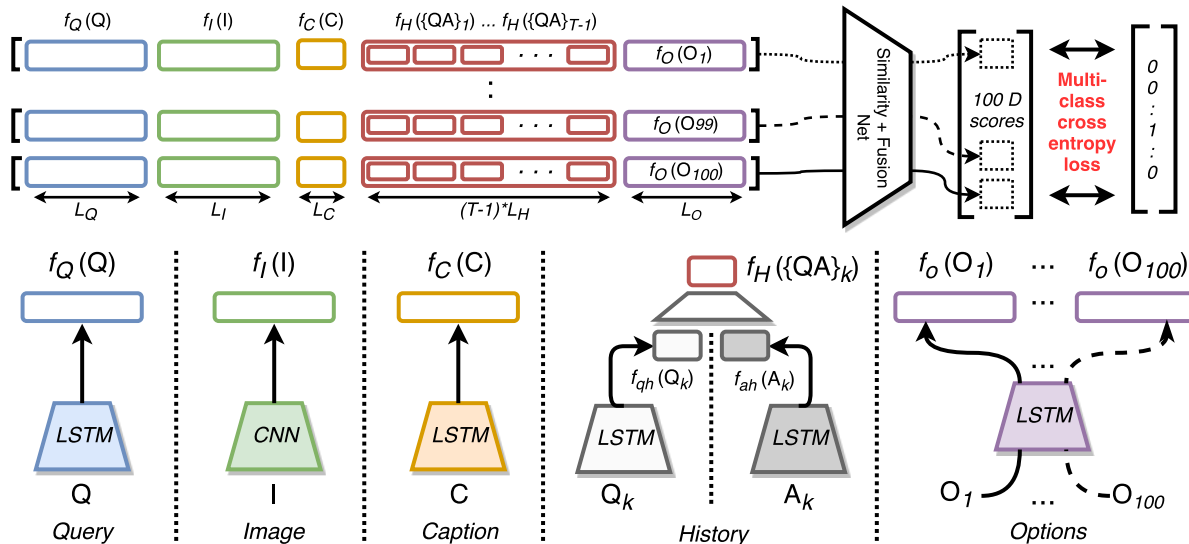 f_Q(Q) f_I(I) f_C(C) f_H({QA}_1) ... f_H({QA}_T-1)
f_O(O_1)
. . .
:
. . . f_O(O_99)
. . . f_O(O_100)
L_Q L_I L_C (T-1)*L_H L_O
Similarity + Fusion
Net
100 D
scores
Multi-
class
cross
entropy
loss
0
0
:
:
1
:
:
0
f_Q(Q) f_I(I) f_C(C) f_H({QA}_k) f_o(O_1) ... f_o(O_100)
...
f_qh(Q_k) f_ah(A_k) ...
LSTM CNN LSTM LSTM LSTM LSTM
Q I C Q_k A_k O_1 ... O_100
Query Image Caption History Options